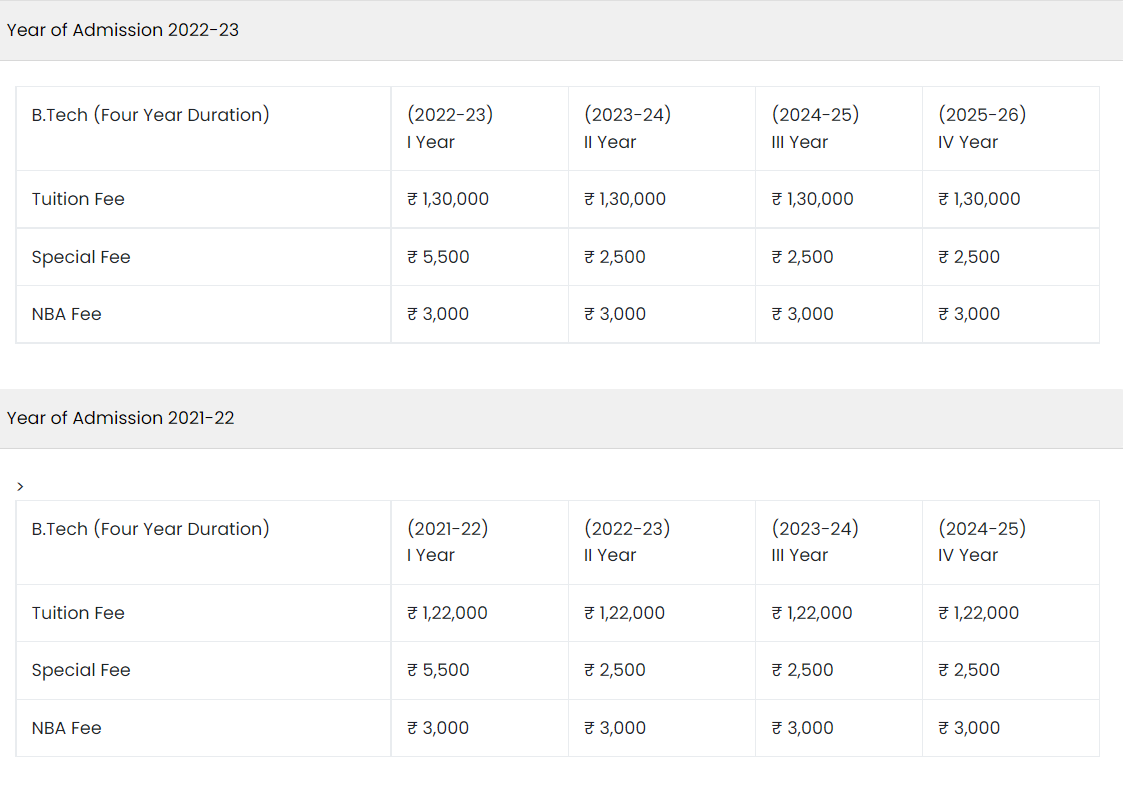 Year of Admission 2022-23
B.Tech (Four Year Duration) (2022-23) (2023-24) (2024-25) (2025-26)
I Year II Year III Year IV Year
Tuition Fee ₹ 1,30,000 ₹ 1,30,000 ₹ 1,30,000 ₹ 1,30,000
Special Fee ₹ 5,500 ₹ 2,500 ₹ 2,500 ₹ 2,500
NBA Fee ₹ 3,000 ₹ 3,000 ₹ 3,000 ₹ 3,000
Year of Admission 2021-22
>
B.Tech (Four Year Duration) (2021-22) (2022-23) (2023-24) (2024-25)
I Year II Year III Year IV Year
Tuition Fee ₹ 1,22,000 ₹ 1,22,000 ₹ 1,22,000 ₹ 1,22,000
Special Fee ₹ 5,500 ₹ 2,500 ₹ 2,500 ₹ 2,500
NBA Fee ₹ 3,000 ₹ 3,000 ₹ 3,000 ₹ 3,000